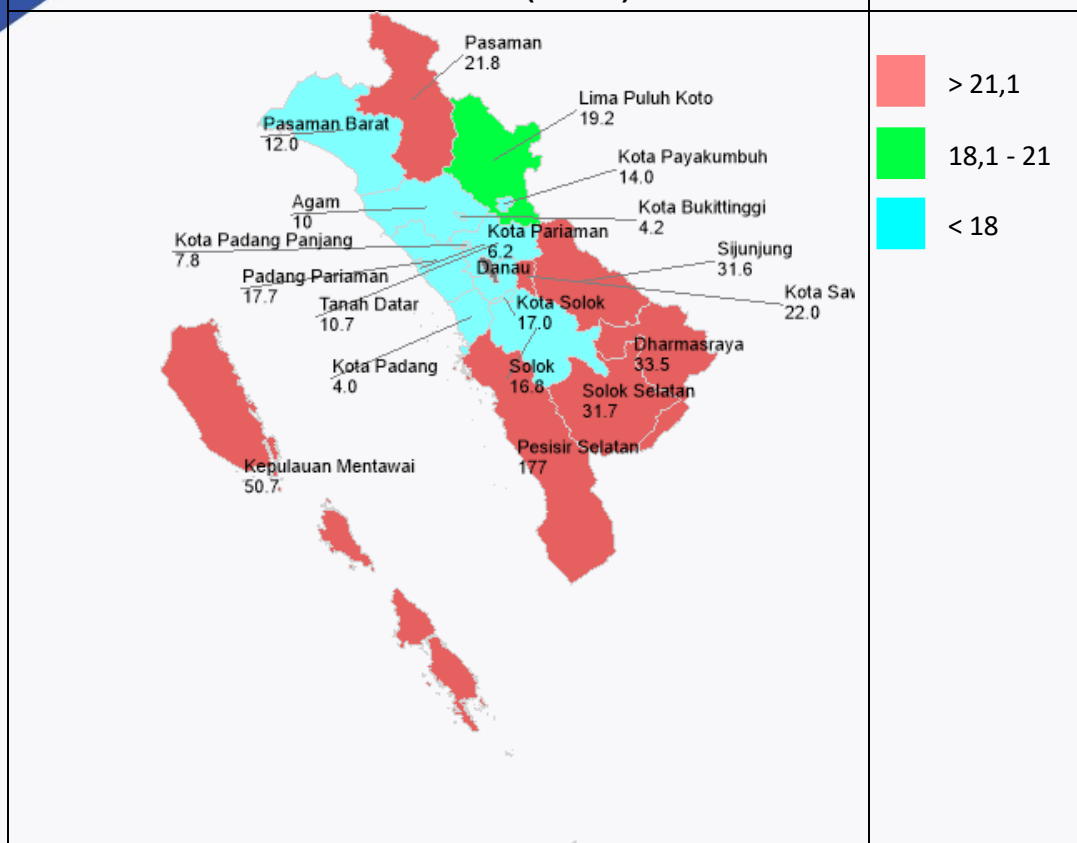 Pasaman
21.8
Lima Puluh Koto
19.2
Pasaman Barat
12.0
Kota Payakumbuh
14.0
Agam
10
Kota Bukittinggi
4.2
Kota Padang Panjang
7.8
Kota Pariaman
6.2
Sijunjung
31.6
Danau
Padang Pariaman
17.7
Kota Sa
22.0
Tanah Datar
10.7
Kota Solok
17.0
Kota Padang
4.0
Solok
16.8
Dharmasraya
33.5
Solok Selatan
31.7
Pesisir Selatan
177
Kepulauan Mentawai
50.7
> 21,1
18,1 - 21
< 18